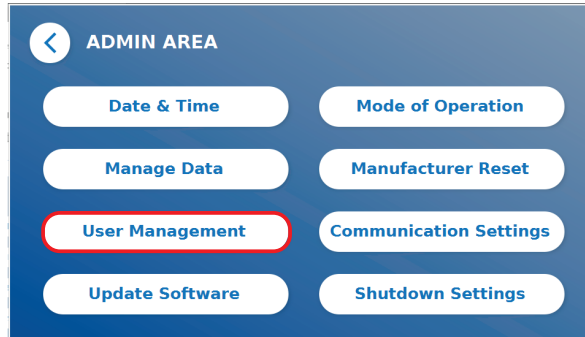 ADMIN AREA
Date & Time
Mode of Operation
Manage Data
Manufacturer Reset
User Management
Communication Settings
Update Software
Shutdown Settings